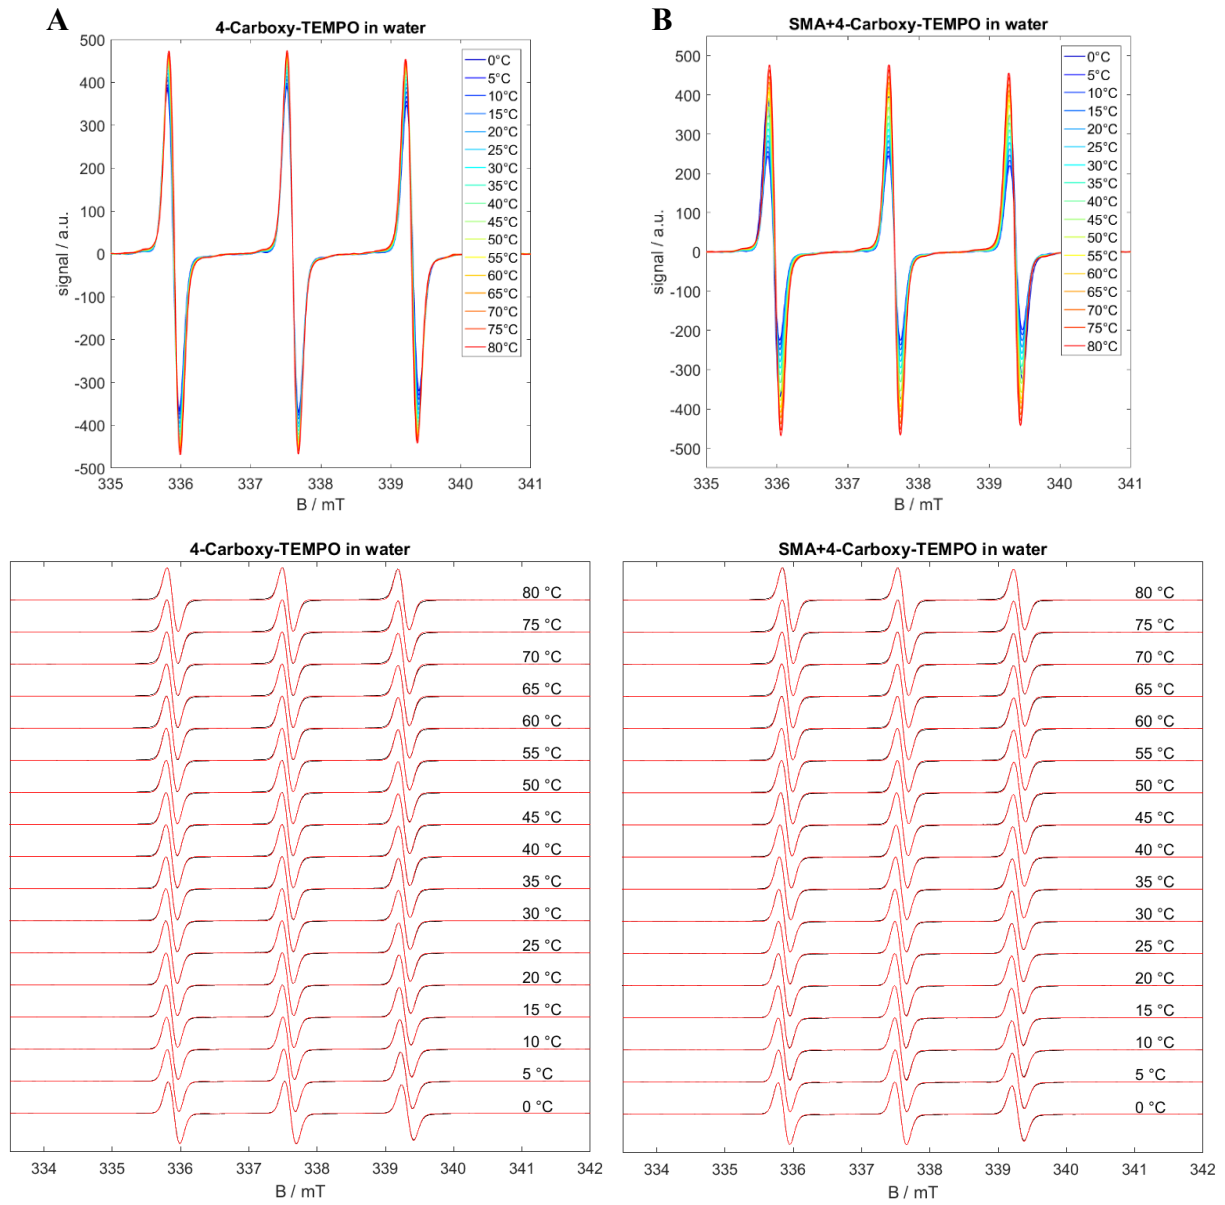 A
4-Carboxy-TEMPO in water
500
400
300
200
100
0
-100
-200
-300
-400
-500
signal / a.u.
335
336
337
338
339
340
341
B / mT
0°C
5°C
10°C
15°C
20°C
25°C
30°C
35°C
40°C
45°C
50°C
55°C
60°C
65°C
70°C
75°C
80°C
B
SMA+4-Carboxy-TEMPO in water
500
400
300
200
100
0
-100
-200
-300
-400
-500
signal / a.u.
335
336
337
338
339
340
341
B / mT
0°C
5°C
10°C
15°C
20°C
25°C
30°C
35°C
40°C
45°C
50°C
55°C
60°C
65°C
70°C
75°C
80°C
4-Carboxy-TEMPO in water
80 °C
75 °C
70 °C
65 °C
60 °C
55 °C
50 °C
45 °C
40 °C
35 °C
30 °C
25 °C
20 °C
15 °C
10 °C
5 °C
0 °C
334
335
336
337
338
339
340
341
342
B / mT
SMA+4-Carboxy-TEMPO in water
80 °C
75 °C
70 °C
65 °C
60 °C
55 °C
50 °C
45 °C
40 °C
35 °C
30 °C
25 °C
20 °C
15 °C
10 °C
5 °C
0 °C
334
335
336
337
338
339
340
341
342
B / mT